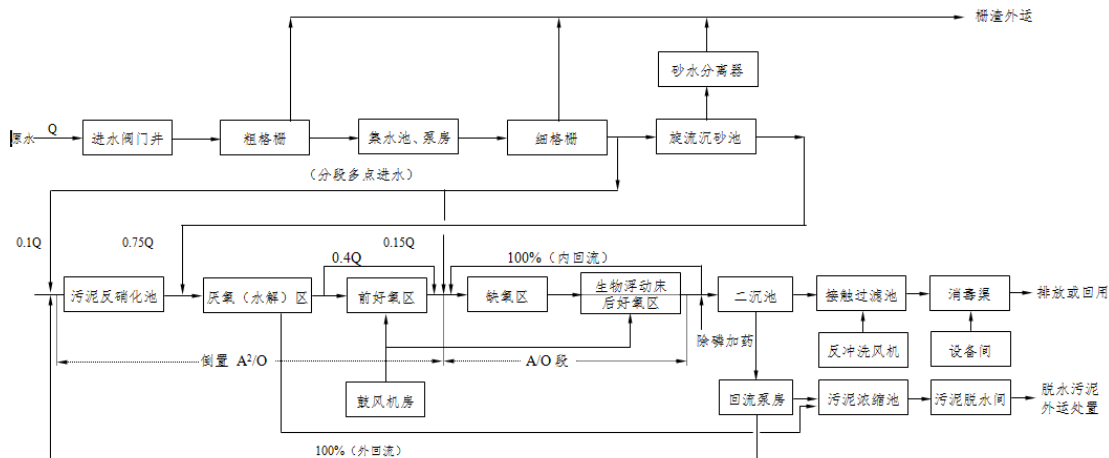 栅渣外运
砂水分离器
原水
Q
进水阀门井
粗格栅
集水池、泵房
细格栅
旋流沉砂池
(分段多点进水)
0.1Q
0.75Q
0.4Q
0.15Q
100%(内回流)
污泥反硝化池
厌氧(水解)区
前好氧区
缺氧区
生物浮动床
后好氧区
二沉池
接触过滤池
消毒渠
排放或回用
除磷加药
反冲洗风机
设备间
倒置 A²/O
A/O 段
鼓风机房
回流泵房
污泥浓缩池
污泥脱水间
脱水污泥
外运处置
100%(外回流)